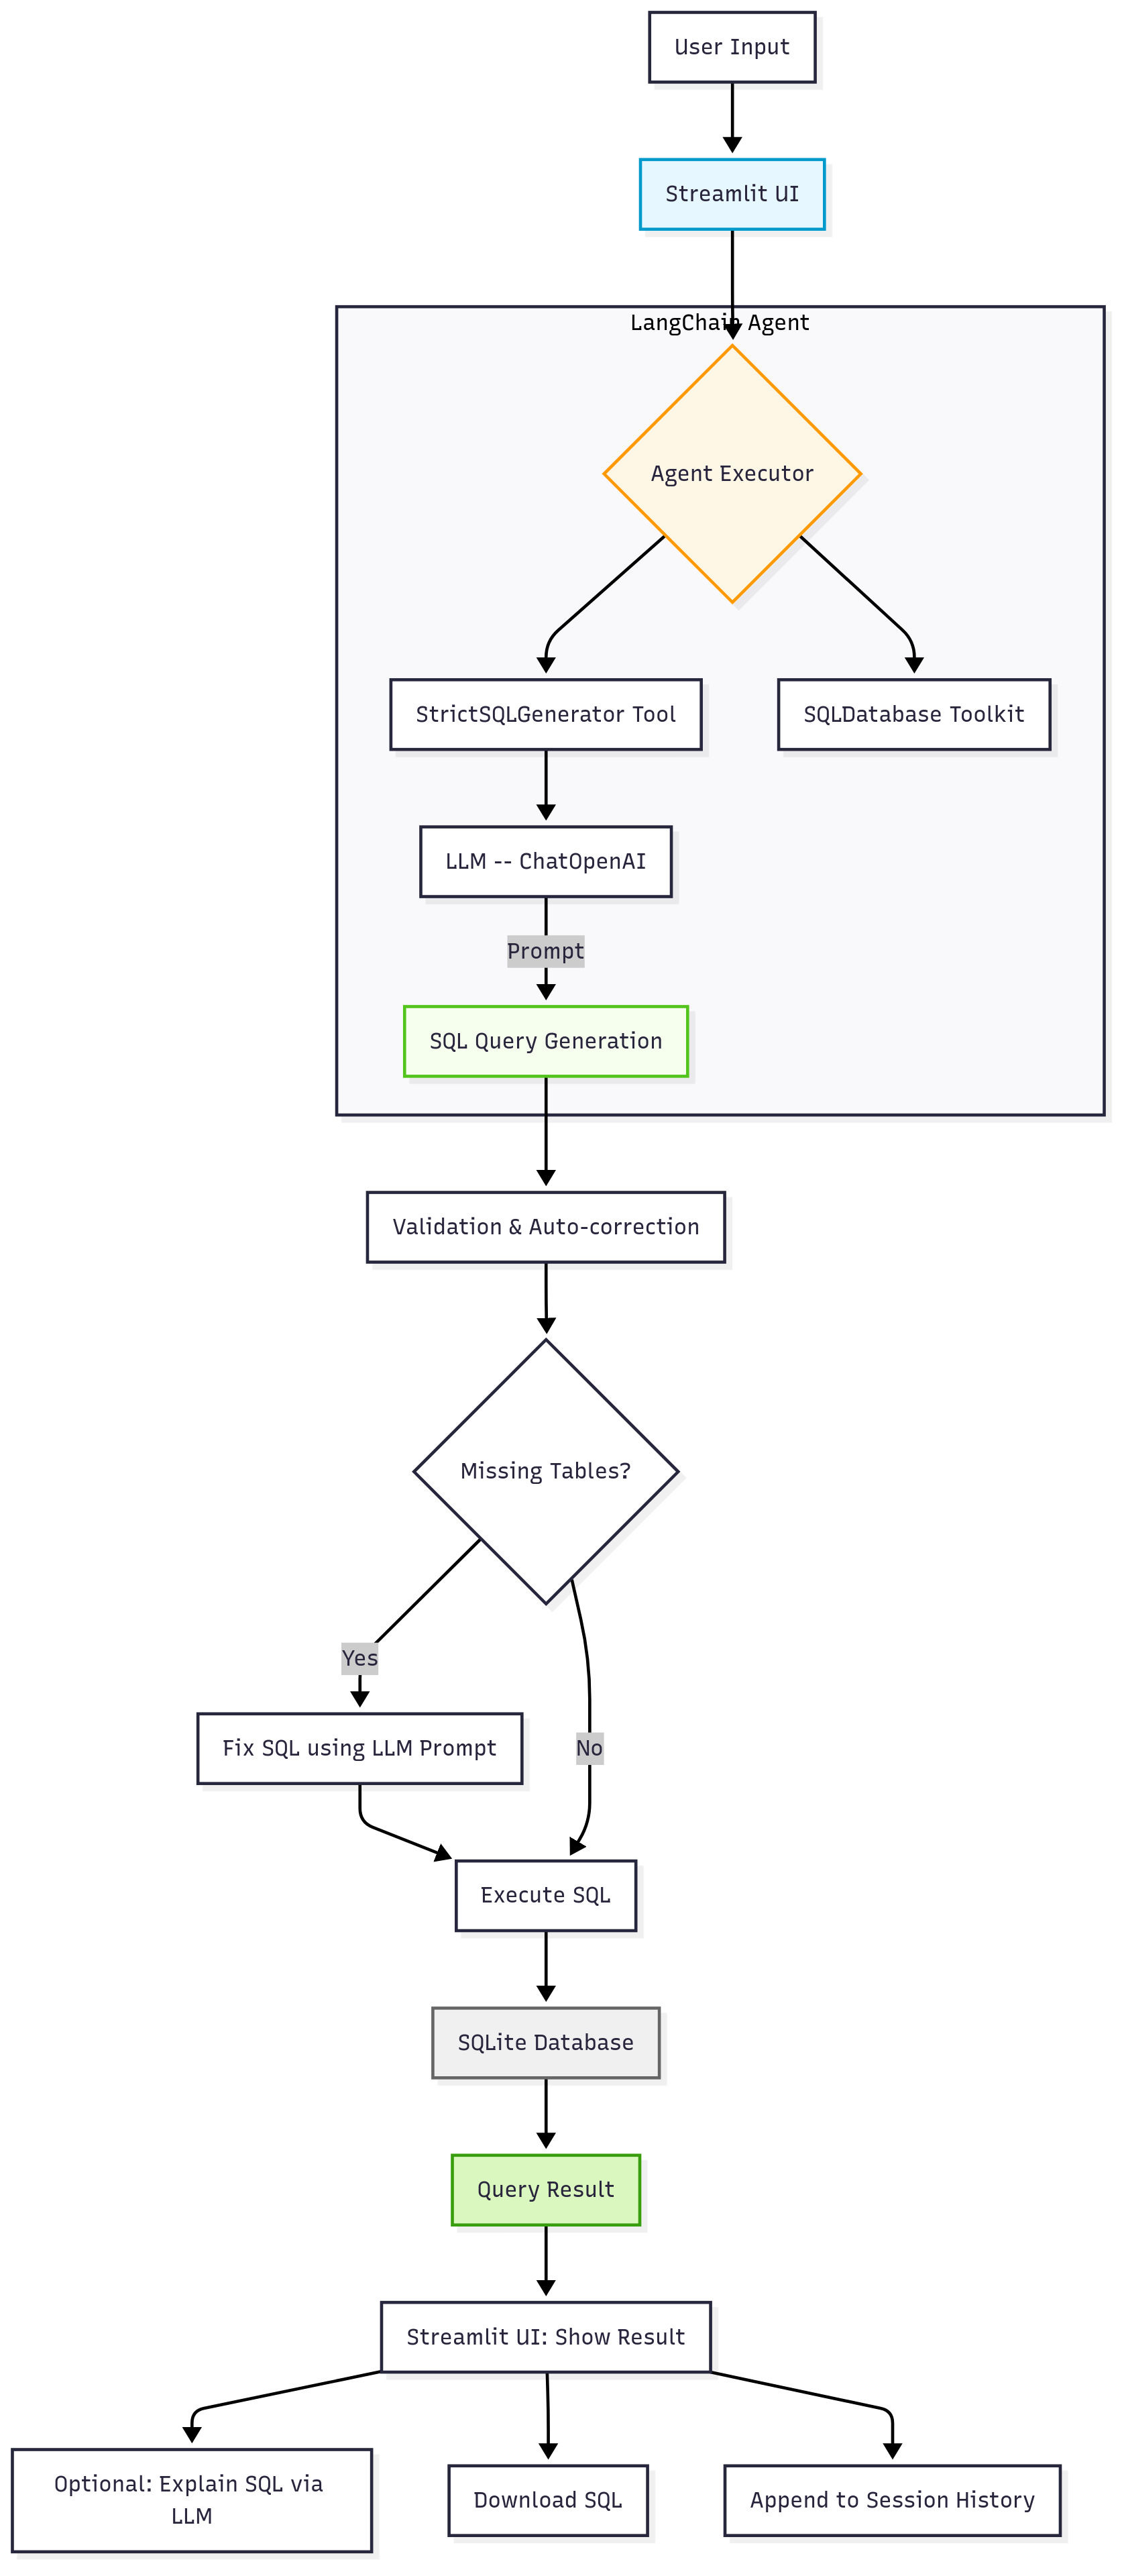 User Input
Streamlit UI
LangChain Agent
Agent Executor
StrictSQLGenerator Tool
SQLDatabase Toolkit
LLM -- ChatOpenAI
Prompt
SQL Query Generation
Validation & Auto-correction
Missing Tables?
Yes
Fix SQL using LLM Prompt
No
Execute SQL
SQLite Database
Query Result
Streamlit UI: Show Result
Optional: Explain SQL via
LLM
Download SQL
Append to Session History